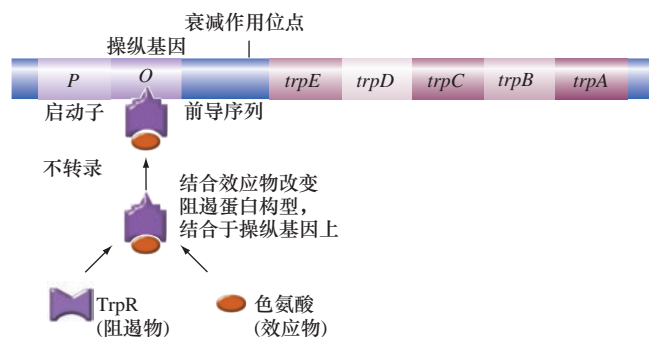 衰减作用位点
操纵基因
P O trpE trpD trpC trpB trpA
启动子 前导序列
不转录
结合效应物改变
阻遏蛋白构型，
结合于操纵基因上
TrpR
(阻遏物)
色氨酸
(效应物)